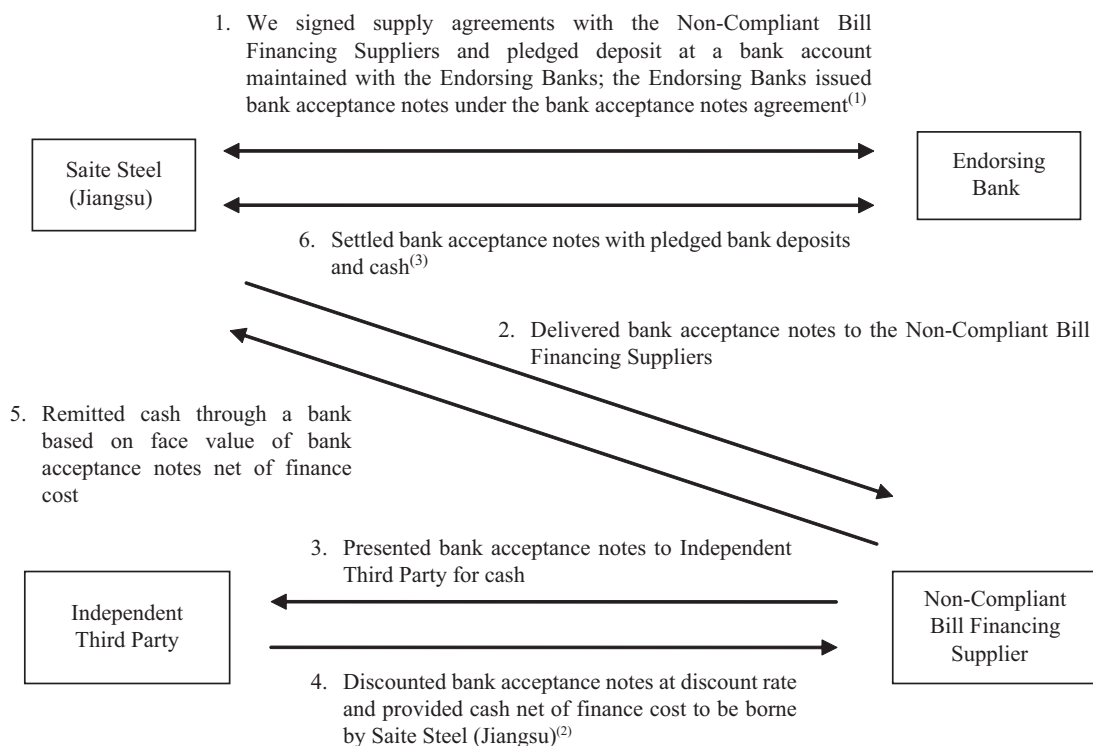 1. We signed supply agreements with the Non-Compliant Bill
Financing Suppliers and pledged deposit at a bank account
maintained with the Endorsing Banks; the Endorsing Banks issued
bank acceptance notes under the bank acceptance notes agreement(1)
Saite Steel
(Jiangsu)
Endorsing
Bank
6. Settled bank acceptance notes with pledged bank deposits
and cash(3)
2. Delivered bank acceptance notes to the Non-Compliant Bill
Financing Suppliers
5. Remitted cash through a bank
based on face value of bank
acceptance notes net of finance
cost
3. Presented bank acceptance notes to Independent
Third Party for cash
Independent
Third Party
Non-Compliant
Bill Financing
Supplier
4. Discounted bank acceptance notes at discount rate
and provided cash net of finance cost to be borne
by Saite Steel (Jiangsu)(2)